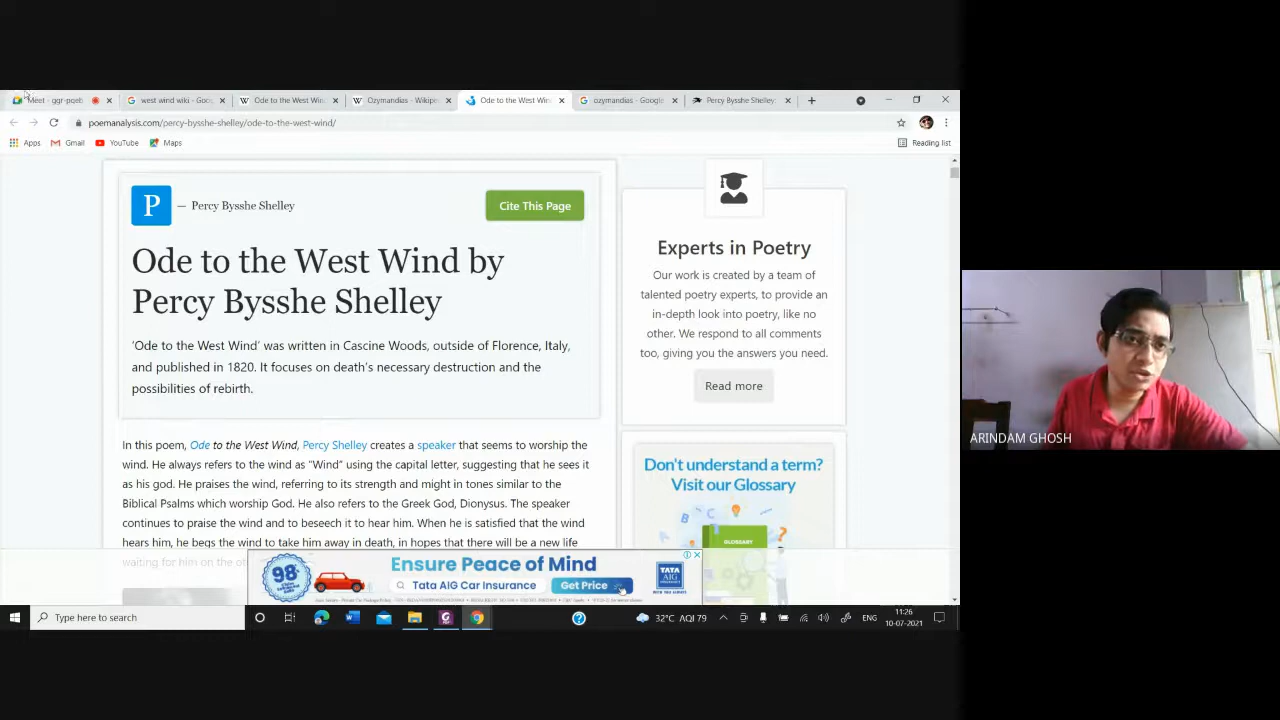 Meet - ggr-pqeb
west wind wiki - Goog
Ode to the West Wind
Ozymandias - Wikipe
Ode to the West Win
ozymandias - Google
Percy Bysshe Shelley:
poemanalysis.com/percy-bysshe-shelley/ode-to-the-west-wind/
Apps
Gmail
YouTube
Maps
Reading list
P
— Percy Bysshe Shelley
Cite This Page
Ode to the West Wind by
Percy Bysshe Shelley
'Ode to the West Wind' was written in Cascine Woods, outside of Florence, Italy,
and published in 1820. It focuses on death's necessary destruction and the
possibilities of rebirth.
In this poem, Ode to the West Wind, Percy Shelley creates a speaker that seems to worship the
wind. He always refers to the wind as "Wind" using the capital letter, suggesting that he sees it
as his god. He praises the wind, referring to its strength and might in tones similar to the
Biblical Psalms which worship God. He also refers to the Greek God, Dionysus. The speaker
continues to praise the wind and to beseech it to hear him. When he is satisfied that the wind
hears him, he begs the wind to take him away in death, in hopes that there will be a new life
waiting for him on the ot
Experts in Poetry
Our work is created by a team of
talented poetry experts, to provide an
in-depth look into poetry, like no
other. We respond to all comments
too, giving you the answers you need.
Read more
Don't understand a term?
Visit our Glossary
GLOSSARY
98
Ensure Peace of Mind
Tata AIG Car Insurance
Get Price
TATA
AIG
ARINDAM GHOSH
Type here to search
32°C AQI 79
ENG
11:26
10-07-2021